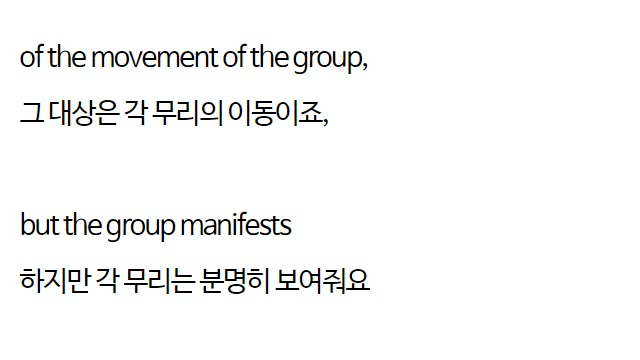 of the movement of the group,
그 대상은 각 무리의 이동이죠,
but the group manifests
하지만 각 무리는 분명히 보여줘요